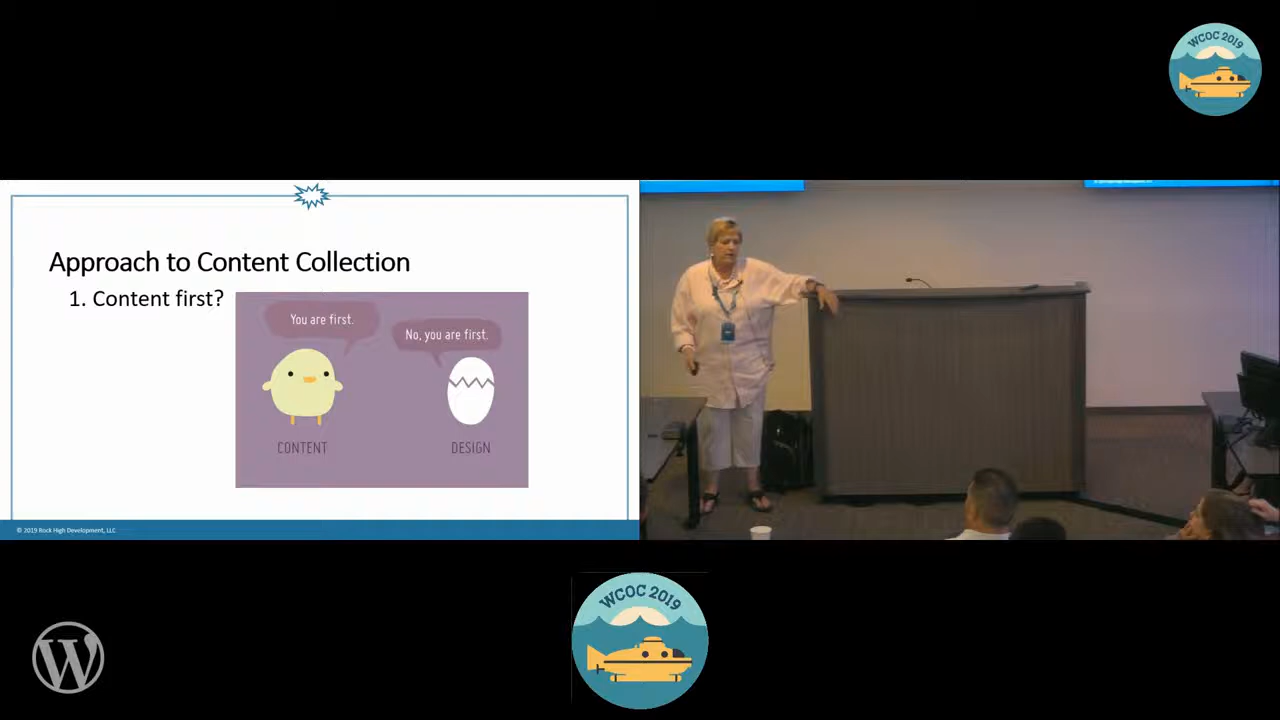 WCOC 2019
Approach to Content Collection
1. Content first?
You are first.
No, you are first.
CONTENT
DESIGN
© 2019 Rock High Development, LLC
WCOC 2019
W